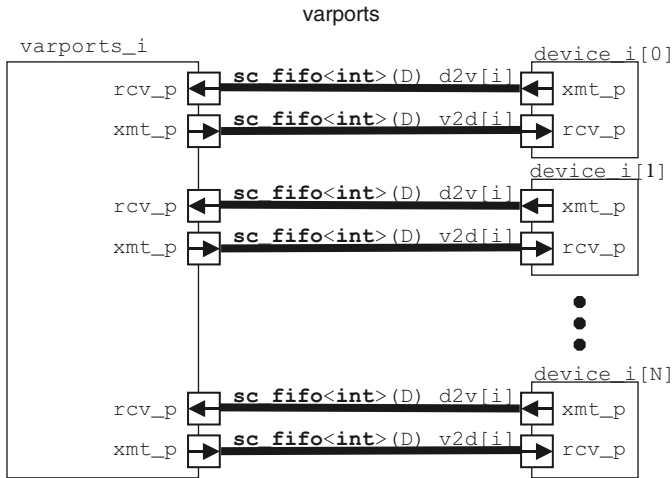 varports
varports_i
device_i[0]
rcv_p sc_fifo<int>(D) d2v[i] xmt_p
xmt_p sc_fifo<int>(D) v2d[i] rcv_p
device_i[1]
rcv_p sc_fifo<int>(D) d2v[i] xmt_p
xmt_p sc_fifo<int>(D) v2d[i] rcv_p
device_i[N]
rcv_p sc_fifo<int>(D) d2v[i] xmt_p
xmt_p sc_fifo<int>(D) v2d[i] rcv_p